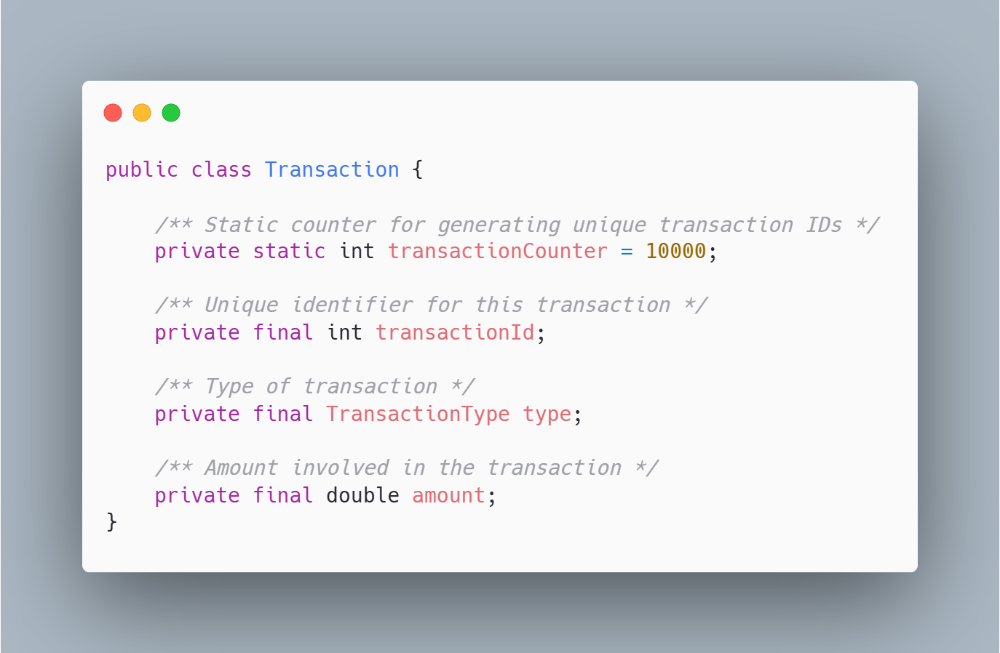 public class Transaction {
/** Static counter for generating unique transaction IDs */
private static int transactionCounter = 10000;
/** Unique identifier for this transaction */
private final int transactionId;
/** Type of transaction */
private final TransactionType type;
/** Amount involved in the transaction */
private final double amount;
}